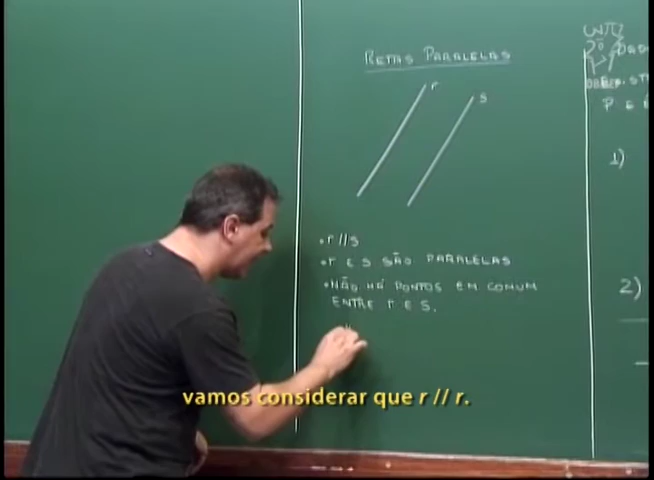 RETAS PARALELAS
r
s
• r // s
• r E s SÃO PARALELAS
• NÃO HÁ PONTOS EM COMUM
ENTRE r E s.
1)
2)
vamos considerar que r // r.